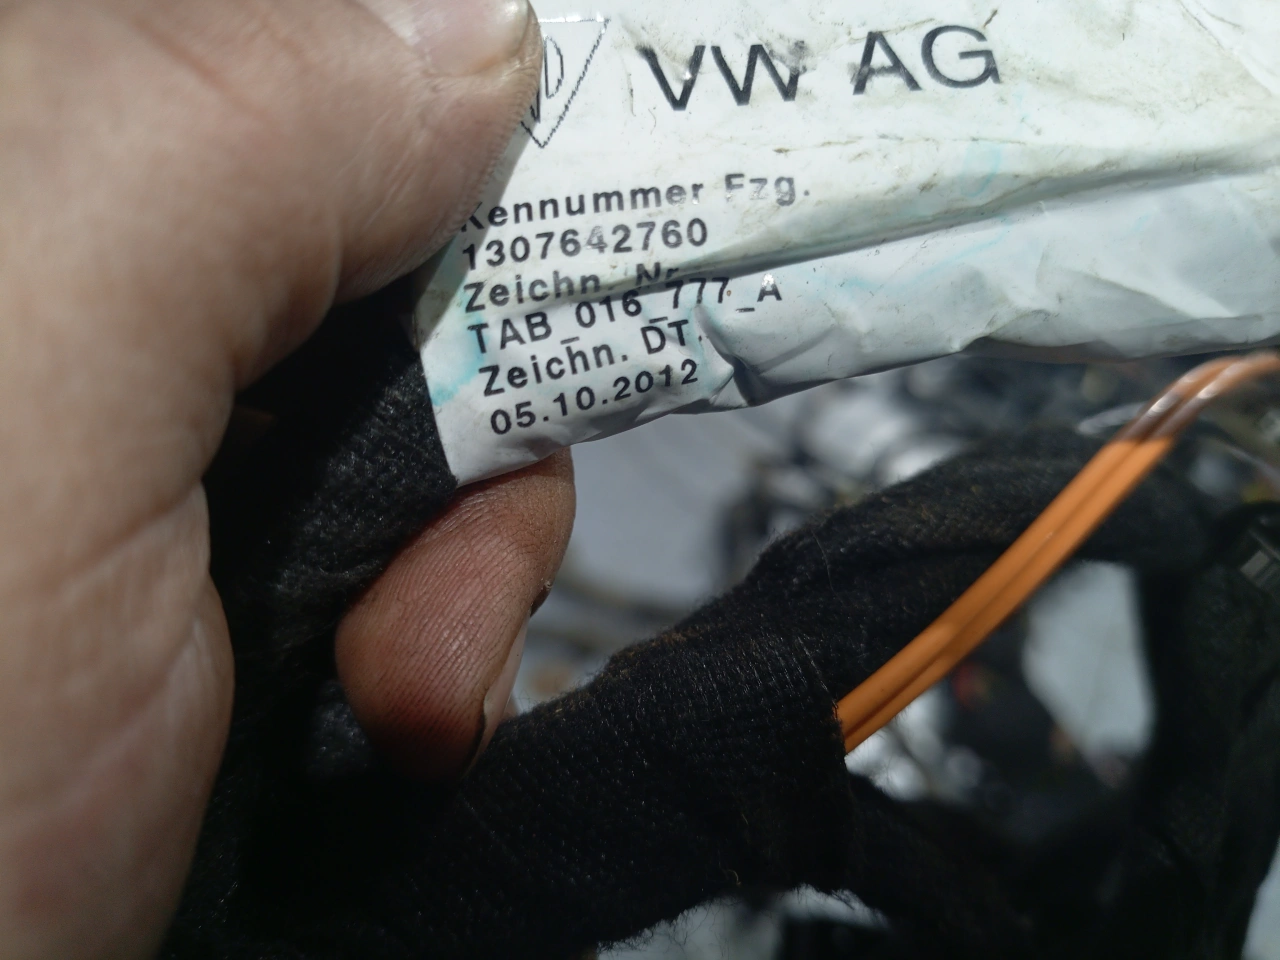 VW AG
Kennummer Fzg.
1307642760
Zeichn. Nr.
TAB_016_777_A
Zeichn. DT.
05.10.2012